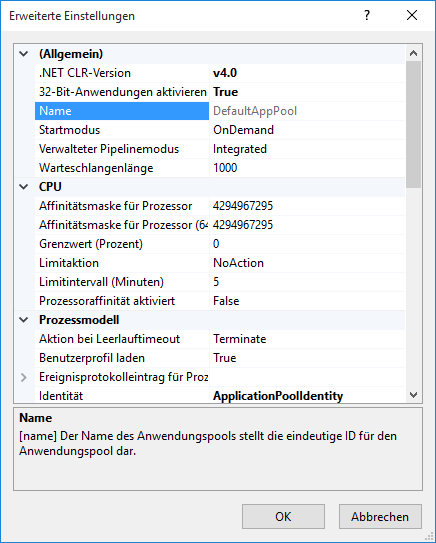 Erweiterte Einstellungen ? ×
(Allgemein)
.NET CLR-Version v4.0
32-Bit-Anwendungen aktivieren True
Name DefaultAppPool
Startmodus OnDemand
Verwalteter Pipelinemodus Integrated
Warteschlangenlänge 1000
CPU
Affinitätsmaske für Prozessor 4294967295
Affinitätsmaske für Prozessor (64 4294967295
Grenzwert (Prozent) 0
Limitaktion NoAction
Limitintervall (Minuten) 5
Prozessoraffinität aktiviert False
Prozessmodell
Aktion bei Leerlauftimeout Terminate
Benutzerprofil laden True
Ereignisprotokolleintrag für Proz
Identität ApplicationPoolIdentity
Name
[name] Der Name des Anwendungspools stellt die eindeutige ID für den
Anwendungspool dar.
OK Abbrechen